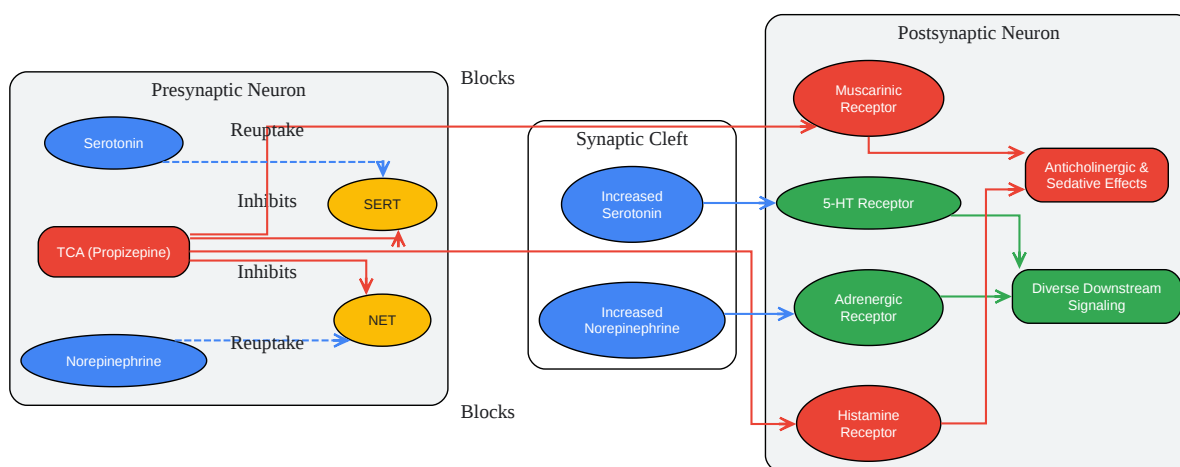 Postsynaptic Neuron
Blocks
Presynaptic Neuron
Muscarinic
Receptor
Serotonin
Reuptake
Synaptic Cleft
Anticholinergic &
Sedative Effects
Inhibits
SERT
Increased
Serotonin
5-HT Receptor
TCA (Propizepine)
Inhibits
Diverse Downstream
Signaling
NET
Increased
Norepinephrine
Adrenergic
Receptor
Reuptake
Norepinephrine
Blocks
Histamine
Receptor